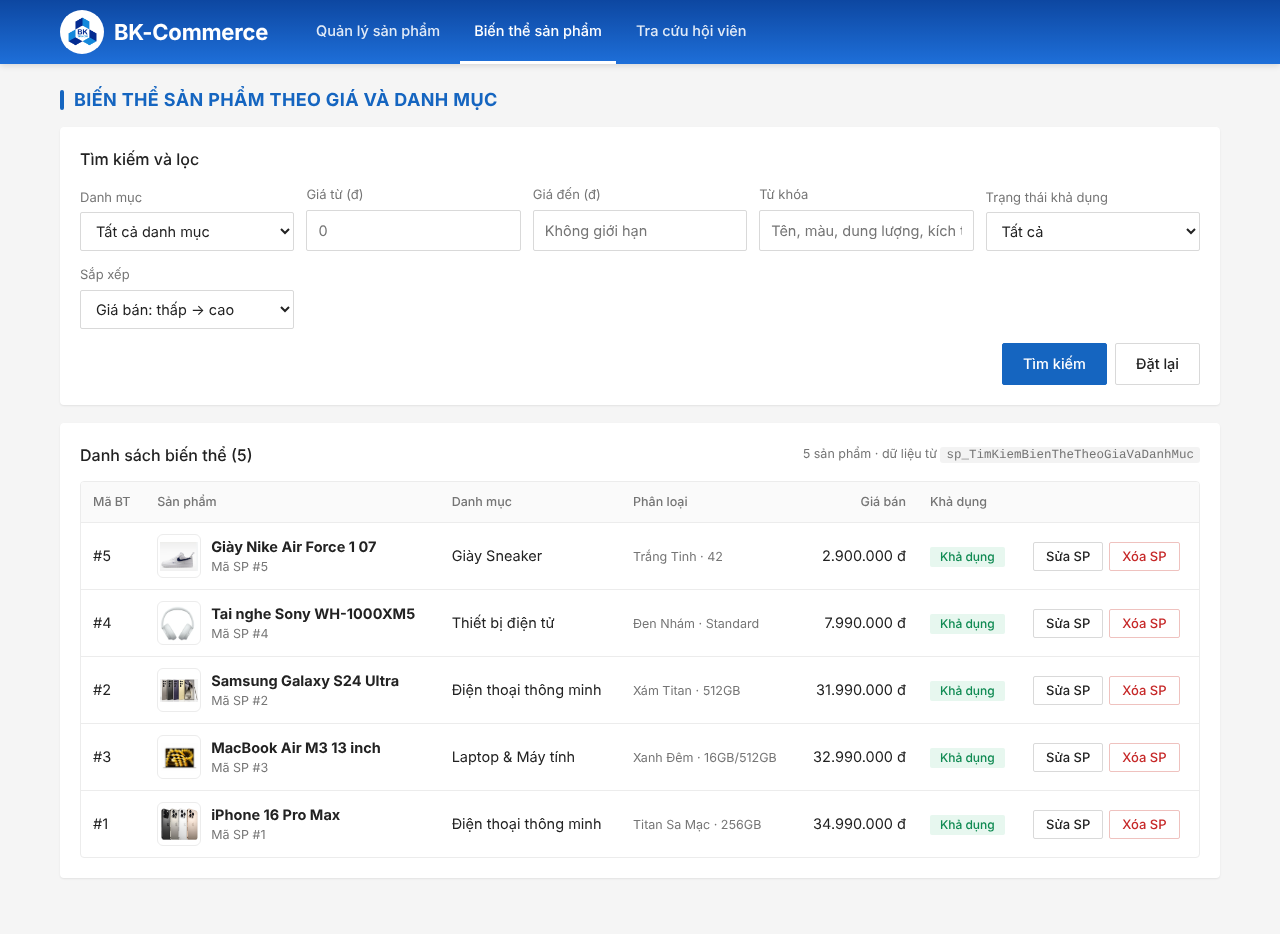 BK
BK-Commerce
Quản lý sản phẩm
Biến thể sản phẩm
Tra cứu hội viên
BIẾN THỂ SẢN PHẨM THEO GIÁ VÀ DANH MỤC
Tìm kiếm và lọc
Danh mục
Giá từ (đ)
Giá đến (đ)
Từ khóa
Trạng thái khả dụng
Tất cả danh mục
0
Không giới hạn
Tên, màu, dung lượng, kích t
Tất cả
Sắp xếp
Giá bán: thấp → cao
Tìm kiếm
Đặt lại
Danh sách biến thể (5)
5 sản phẩm · dữ liệu từ sp_TimKiemBienTheTheoGiaVaDanhMuc
Mã BT Sản phẩm Danh mục Phân loại Giá bán Khả dụng
#5 Giày Nike Air Force 1 07 Giày Sneaker Trắng Tinh · 42 2.900.000 đ Khả dụng Sửa SP Xóa SP
Mã SP #5
#4 Tai nghe Sony WH-1000XM5 Thiết bị điện tử Đen Nhám · Standard 7.990.000 đ Khả dụng Sửa SP Xóa SP
Mã SP #4
#2 Samsung Galaxy S24 Ultra Điện thoại thông minh Xám Titan · 512GB 31.990.000 đ Khả dụng Sửa SP Xóa SP
Mã SP #2
#3 MacBook Air M3 13 inch Laptop & Máy tính Xanh Đêm · 16GB/512GB 32.990.000 đ Khả dụng Sửa SP Xóa SP
Mã SP #3
#1 iPhone 16 Pro Max Điện thoại thông minh Titan Sa Mạc · 256GB 34.990.000 đ Khả dụng Sửa SP Xóa SP
Mã SP #1